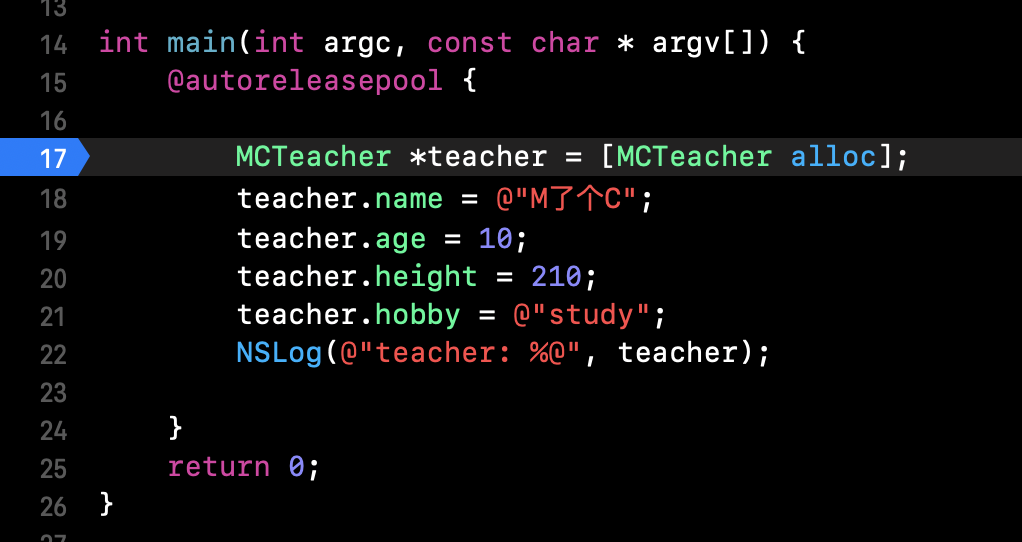 13
14 int main(int argc, const char * argv[]) {
15 @autoreleasepool {
16
17 MCTeacher *teacher = [MCTeacher alloc];
18 teacher.name = @"M了个C";
19 teacher.age = 10;
20 teacher.height = 210;
21 teacher.hobby = @"study";
22 NSLog(@"teacher: %@", teacher);
23
24 }
25 return 0;
26 }
27